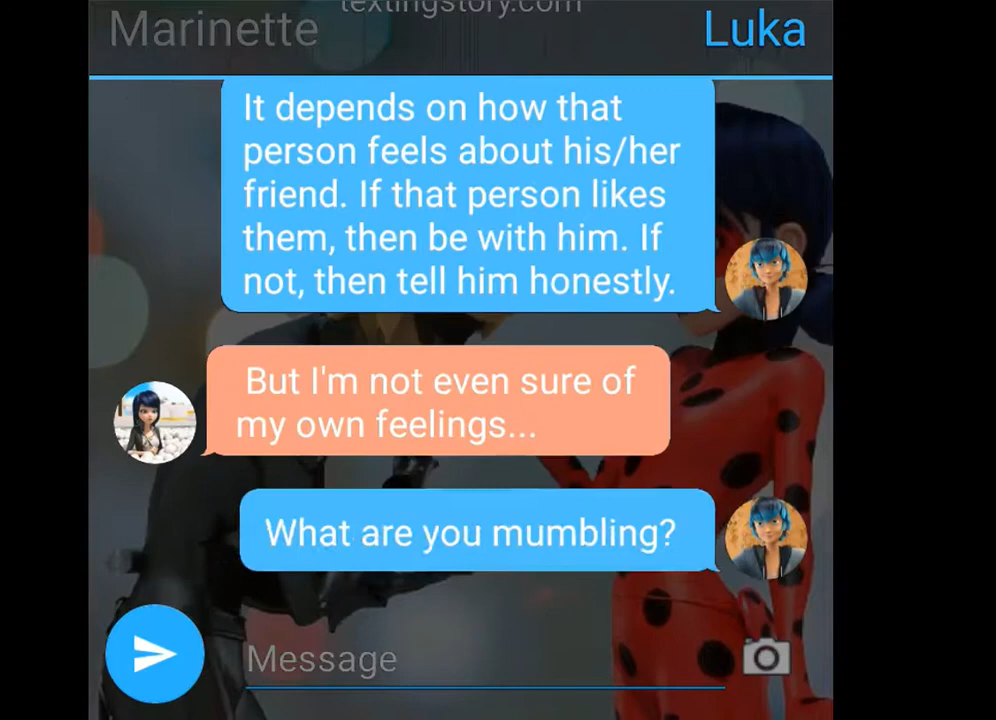 textingstory.com
Marinette
Luka
It depends on how that
person feels about his/her
friend. If that person likes
them, then be with him. If
not, then tell him honestly.
But I'm not even sure of
my own feelings...
What are you mumbling?
Message